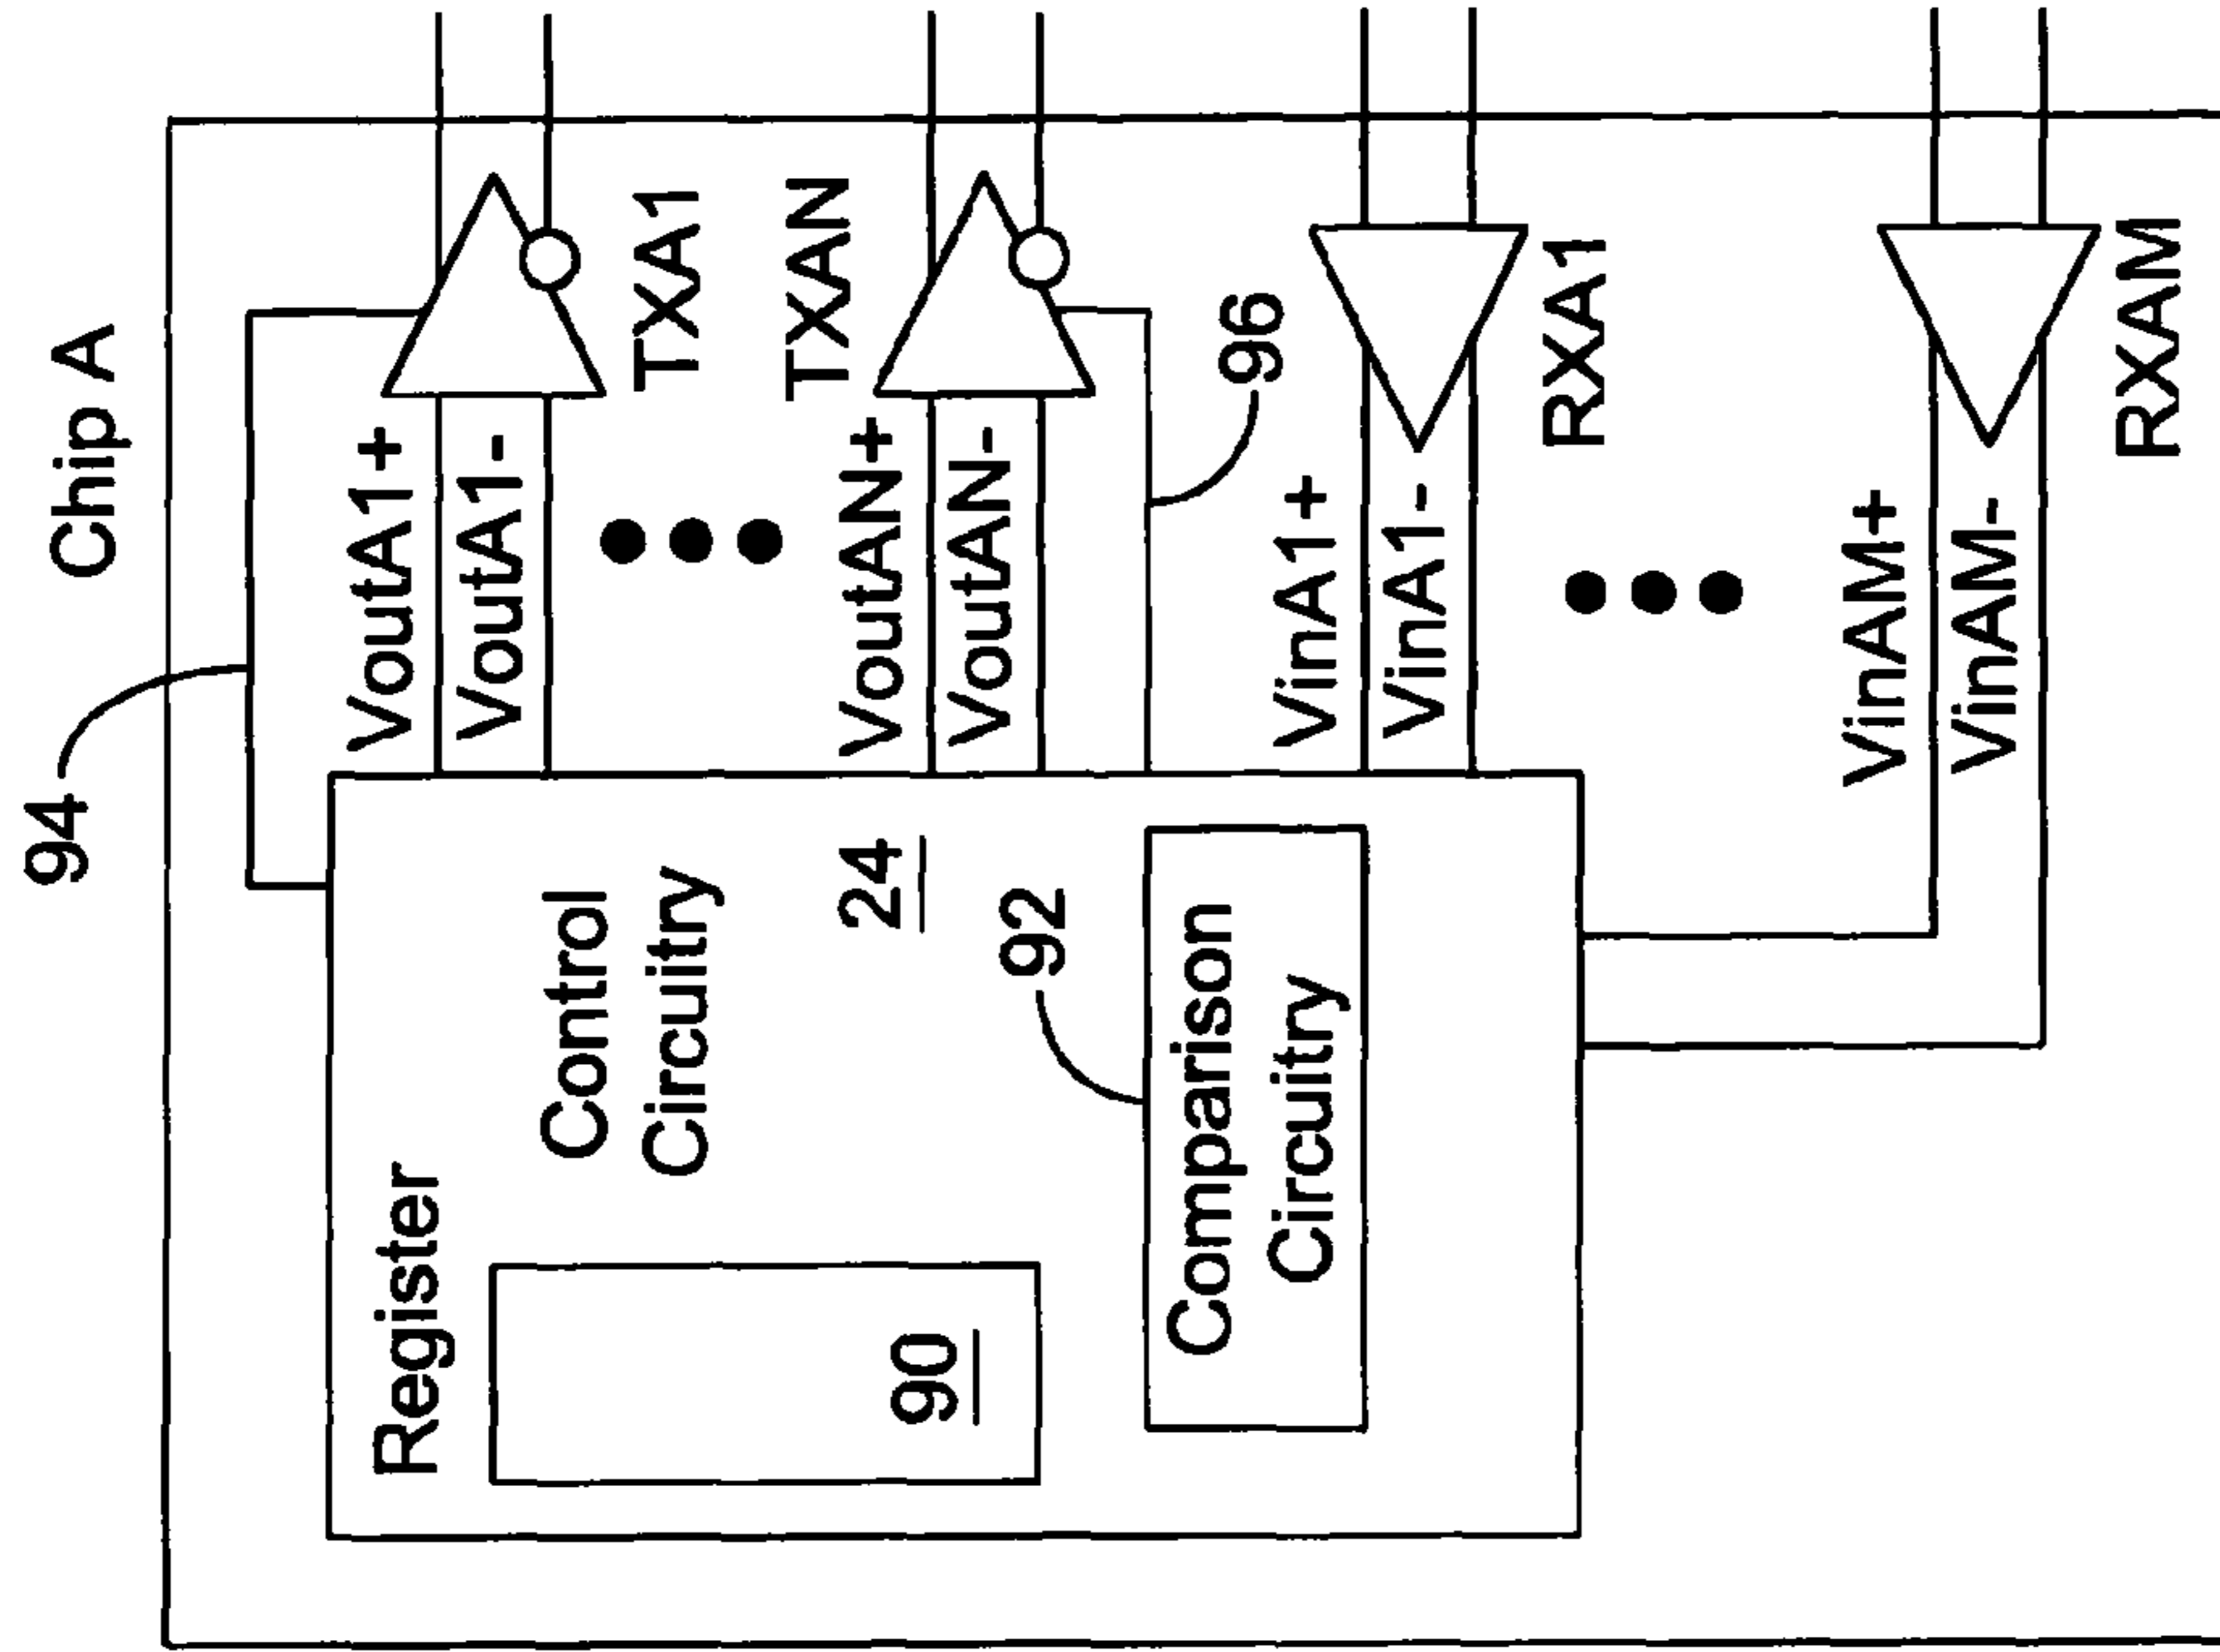 Chip A
94
Register
Control
Circuitry
24
90
92
Comparison
Circuitry
VoutA1+
VoutA1-
TXA1
VoutAN+
VoutAN-
TXAN
96
VinA1+
VinA1-
RXA1
VinAM+
VinAM-
RXAM